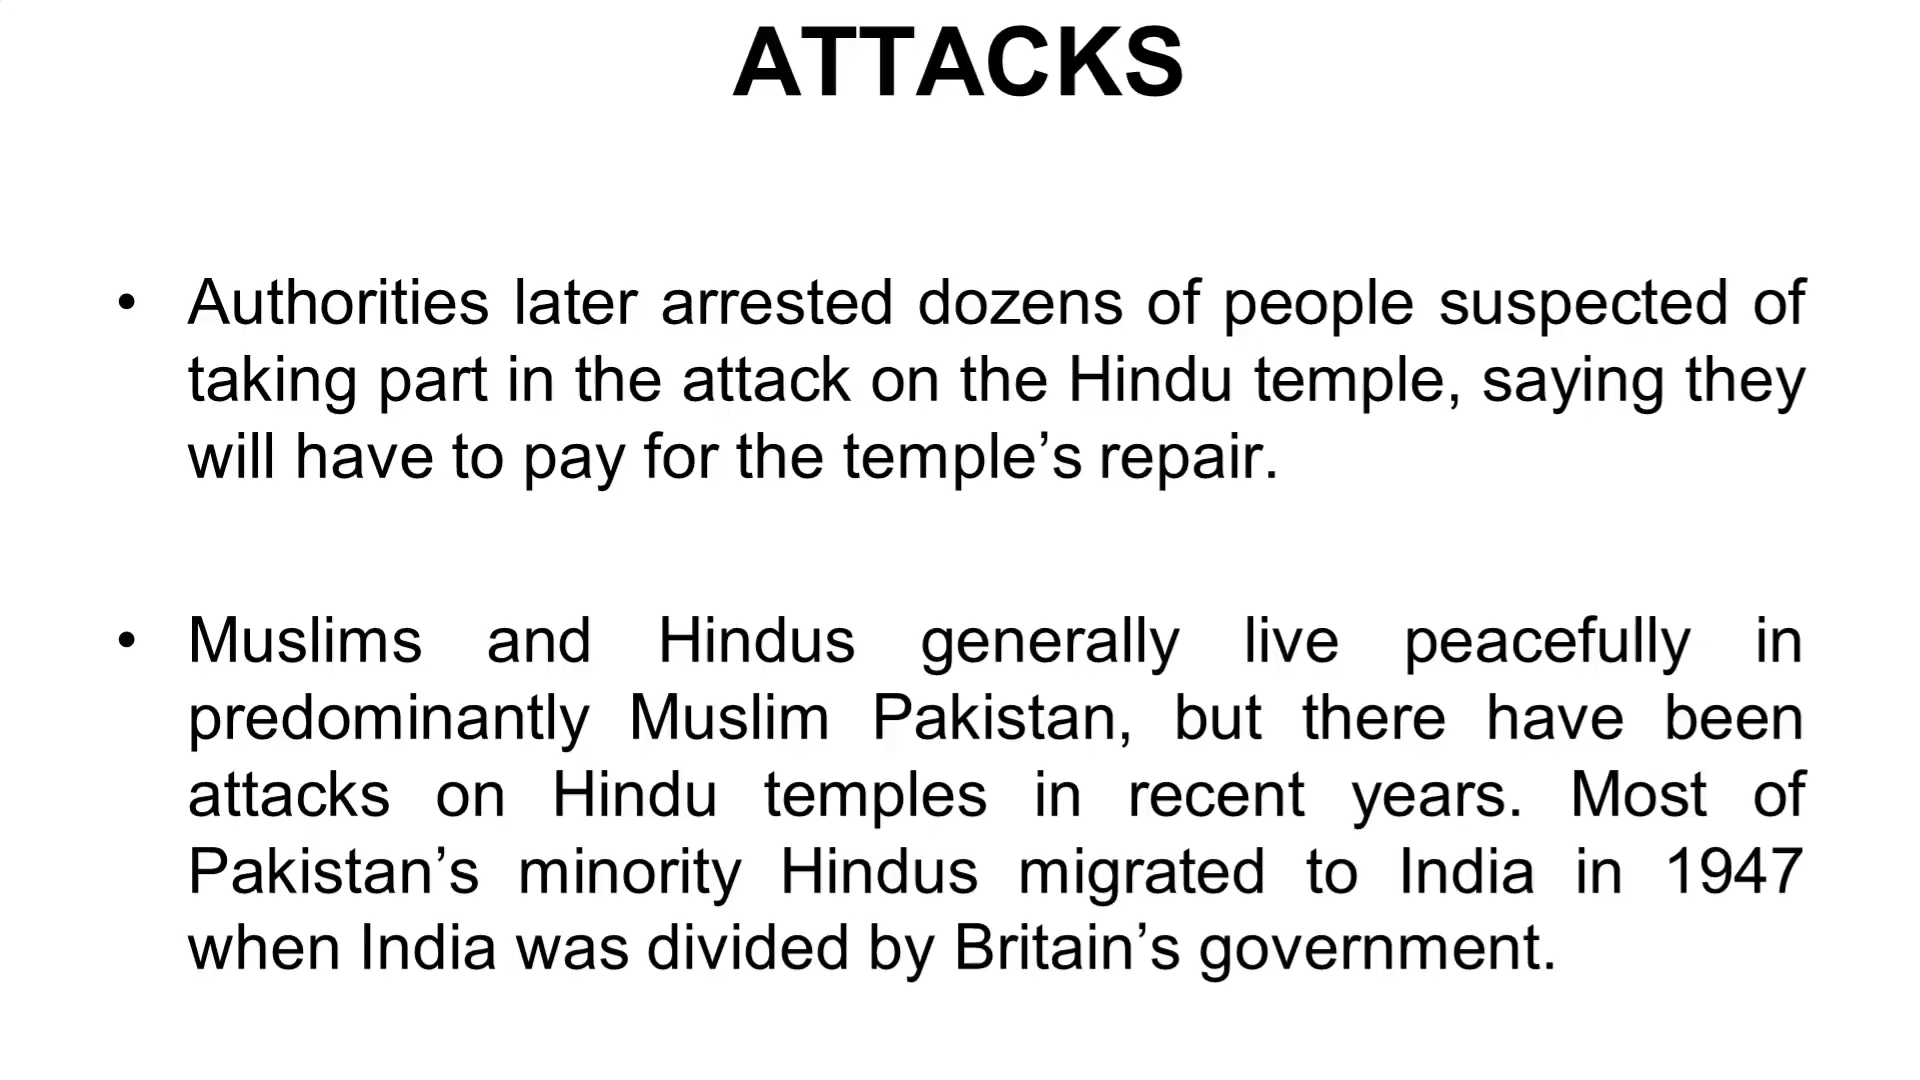 ATTACKS
• Authorities later arrested dozens of people suspected of
taking part in the attack on the Hindu temple, saying they
will have to pay for the temple’s repair.
• Muslims and Hindus generally live peacefully in
predominantly Muslim Pakistan, but there have been
attacks on Hindu temples in recent years. Most of
Pakistan’s minority Hindus migrated to India in 1947
when India was divided by Britain’s government.